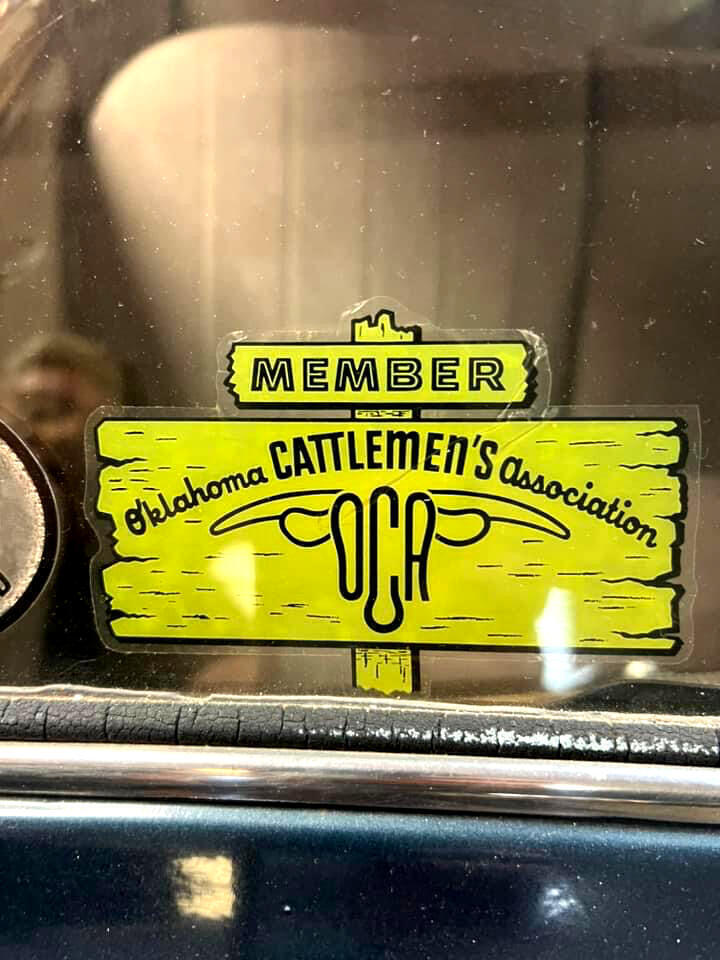 MEMBER
Oklahoma CATTLEMEN'S Association
OCA